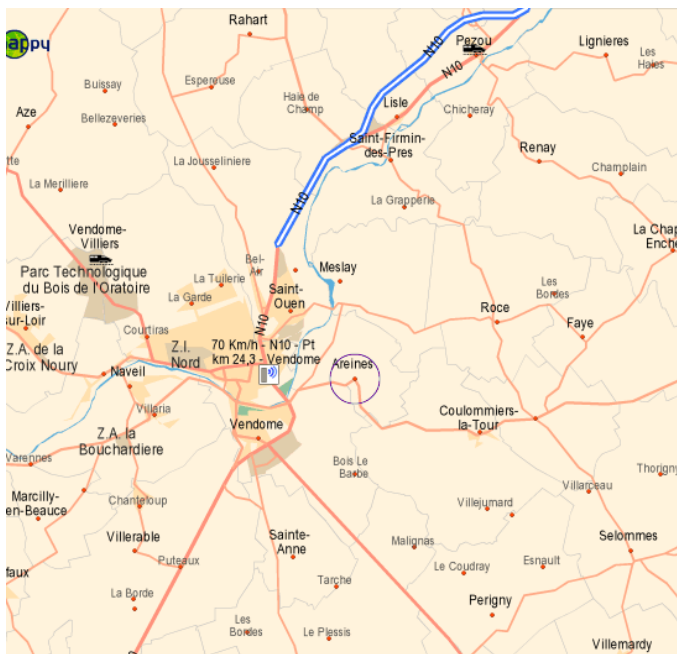 Rahart
N10
Pezou
Lignieres
Les
Haies
appy
Espereuse
N10
Buissay
Haie de
Champ
Lisle
Chicheray
Aze
Bellezeveries
Saint-Firmin-
des-Pres
Renay
La Jousseliniere
Champlain
La Merilliere
La Grapperie
N10
Vendome-
Villiers
La Chap
Enche
Parc Technologique
du Bois de l'Oratoire
Bel-
Air
Meslay
La Tuilerie
Les
Bordes
La Garde
Saint-
Ouen
Villiers-
sur-Loir
Roce
Faye
Courtiras
N10
Z.A. de la
Croix Noury
Z.I.
Nord
70 Km/h - N10 - Pt
km 24,3 - Vendome
Areines
Naveil
Villaria
Coulommiers-
la-Tour
Vendome
Z.A. la
Bouchardiere
Varennes
Bois Le
Barbe
Thorigny
Villarceau
Marcilly-
en-Beauce
Chanteloup
Villejumard
Villerable
Sainte-
Anne
Malignas
Selommes
Puteaux
Le Coudray
Esnault
faux
Tarche
La Borde
Perigny
Les
Bordes
Le Plessis
Villemardy